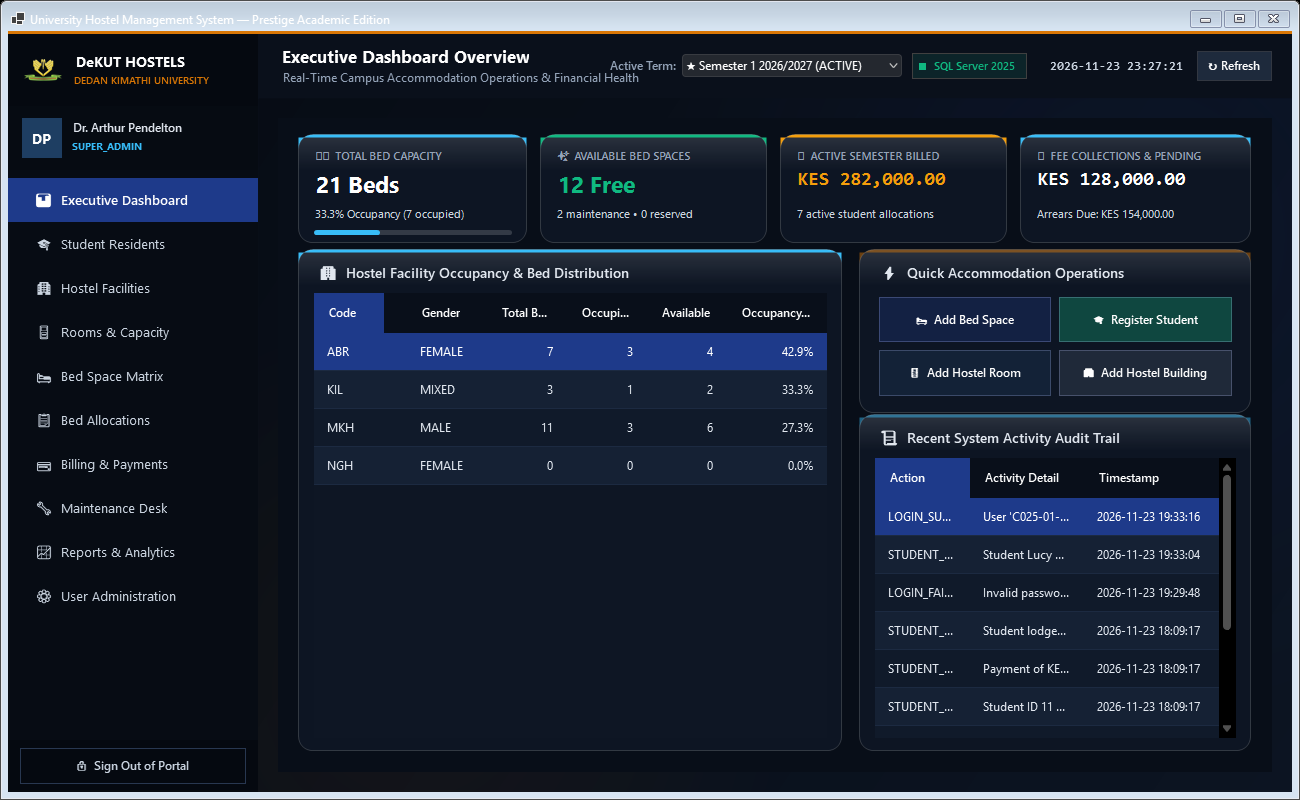 University Hostel Management System — Prestige Academic Edition
DeKUT HOSTELS
DEDAN KIMATHI UNIVERSITY
DP
Dr. Arthur Pendelton
SUPER_ADMIN
Executive Dashboard
Student Residents
Hostel Facilities
Rooms & Capacity
Bed Space Matrix
Bed Allocations
Billing & Payments
Maintenance Desk
Reports & Analytics
User Administration
Sign Out of Portal
Executive Dashboard Overview
Real-Time Campus Accommodation Operations & Financial Health
Active Term: ★ Semester 1 2026/2027 (ACTIVE)
SQL Server 2025
2026-11-23 23:27:21
↻ Refresh
TOTAL BED CAPACITY
21 Beds
33.3% Occupancy (7 occupied)
AVAILABLE BED SPACES
12 Free
2 maintenance • 0 reserved
ACTIVE SEMESTER BILLED
KES 282,000.00
7 active student allocations
FEE COLLECTIONS & PENDING
KES 128,000.00
Arrears Due: KES 154,000.00
Hostel Facility Occupancy & Bed Distribution
Code Gender Total B... Occupi... Available Occupancy...
ABR FEMALE 7 3 4 42.9%
KIL MIXED 3 1 2 33.3%
MKH MALE 11 3 6 27.3%
NGH FEMALE 0 0 0 0.0%
Quick Accommodation Operations
Add Bed Space
Register Student
Add Hostel Room
Add Hostel Building
Recent System Activity Audit Trail
Action Activity Detail Timestamp
LOGIN_SU... User 'C025-01-... 2026-11-23 19:33:16
STUDENT_... Student Lucy ... 2026-11-23 19:33:04
LOGIN_FAI... Invalid passwo... 2026-11-23 19:29:48
STUDENT_... Student lodge... 2026-11-23 18:09:17
STUDENT_... Payment of KE... 2026-11-23 18:09:17
STUDENT_... Student ID 11 ... 2026-11-23 18:09:17